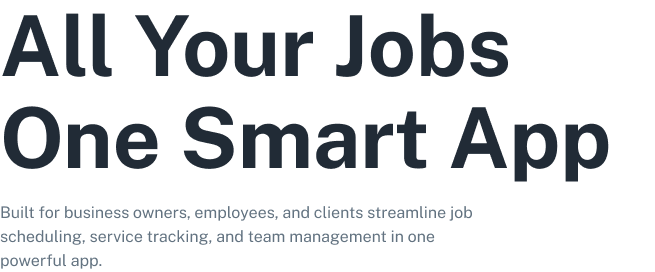 All Your Jobs
One Smart App
Built for business owners, employees, and clients streamline job
scheduling, service tracking, and team management in one
powerful app.